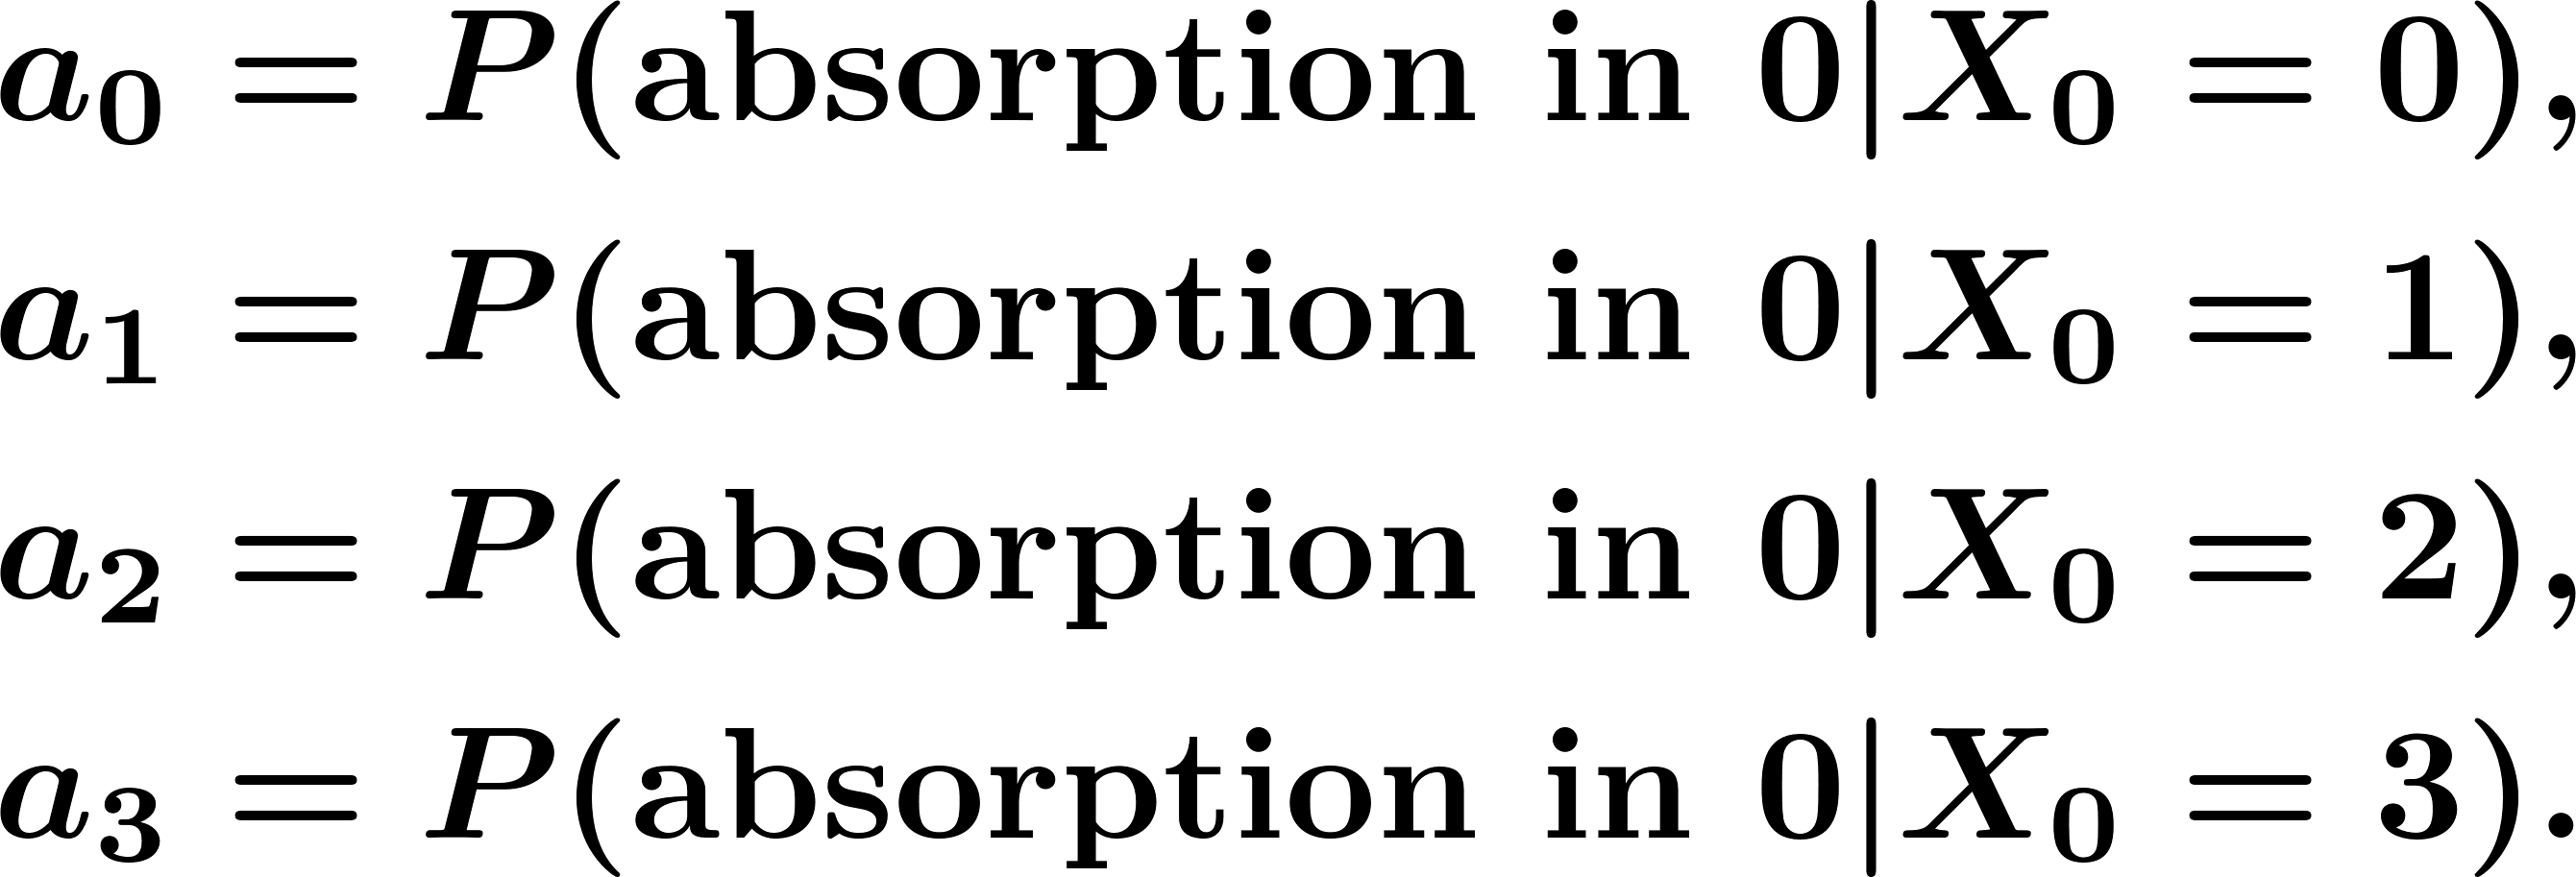 a₀ = P(absorption in 0|X₀ = 0),
a₁ = P(absorption in 0|X₀ = 1),
a₂ = P(absorption in 0|X₀ = 2),
a₃ = P(absorption in 0|X₀ = 3).